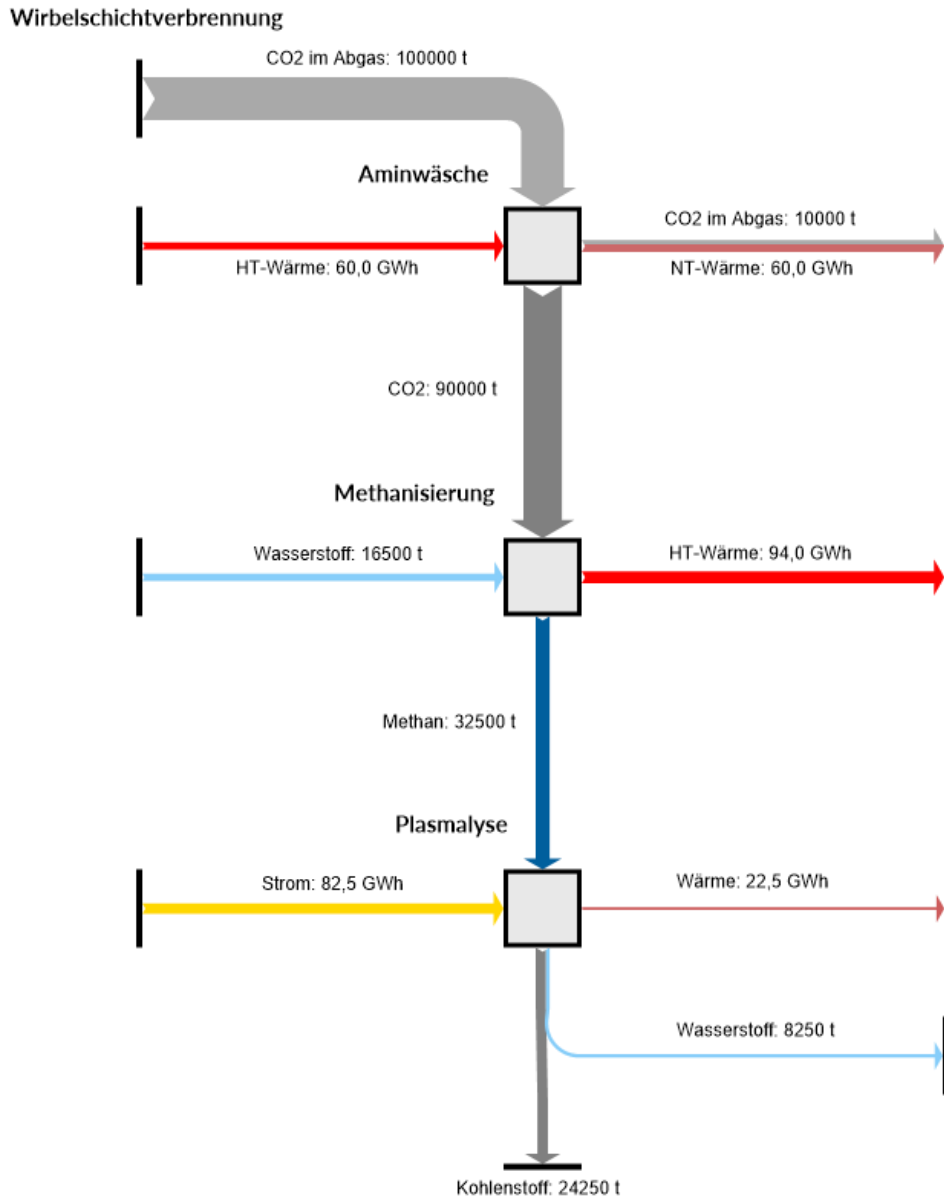 Wirbelschichtverbrennung
CO2 im Abgas: 100000 t
Aminwäsche
HT-Wärme: 60,0 GWh
CO2 im Abgas: 10000 t
NT-Wärme: 60,0 GWh
CO2: 90000 t
Methanisierung
Wasserstoff: 16500 t
HT-Wärme: 94,0 GWh
Methan: 32500 t
Plasmalyse
Strom: 82,5 GWh
Wärme: 22,5 GWh
Wasserstoff: 8250 t
Kohlenstoff: 24250 t